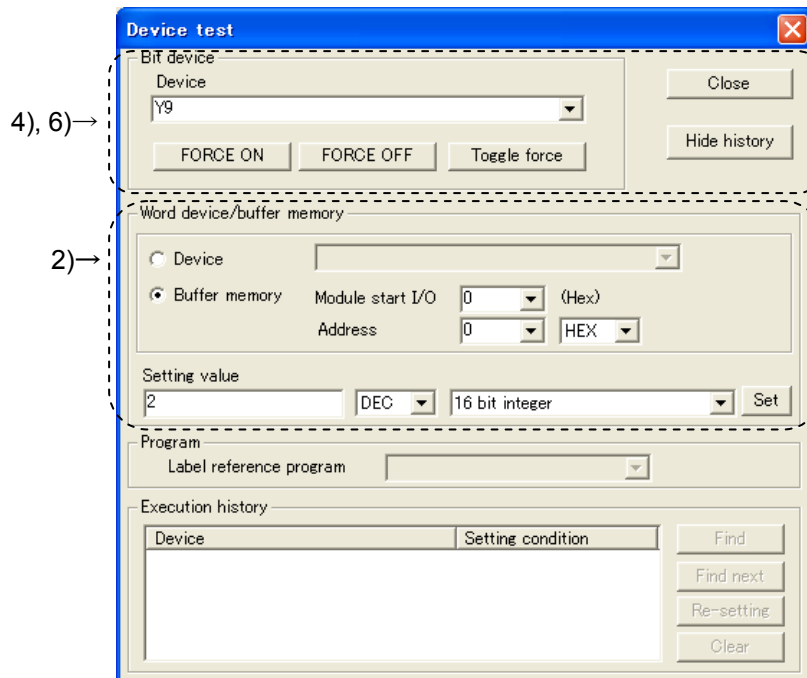 Device test
Bit device
Device
4), 6)→
Y9
Close
FORCE ON FORCE OFF Toggle force
Hide history
Word device/buffer memory
2)→
Device
Buffer memory Module start I/O 0 (Hex)
Address 0 HEX
Setting value
2 DEC 16 bit integer Set
Program
Label reference program
Execution history
Device Setting condition
Find
Find next
Re-setting
Clear